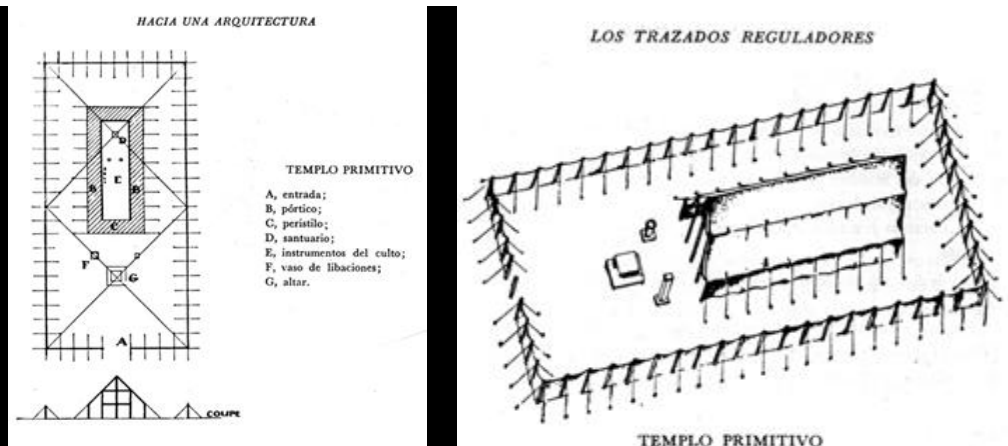 HACIA UNA ARQUITECTURA
D
B
E
B
C
F
G
A
COUPE
TEMPLO PRIMITIVO
A, entrada;
B, pórtico;
C, peristilo;
D, santuario;
E, instrumentos del culto;
F, vaso de libaciones;
G, altar.
LOS TRAZADOS REGULADORES
TEMPLO PRIMITIVO